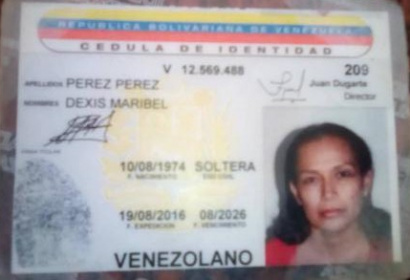 REPUBLICA BOLIVARIANA DE VENEZUELA
CEDULA DE IDENTIDAD
V 12.569.488 209
Juan Dugarte
Director
APELLIDOS PEREZ PEREZ
NOMBRES DEXIS MARIBEL
10/08/1974 SOLTERA
F. NACIMIENTO EDO CIVIL
19/08/2016 08/2026
F. EXPEDICION F. VENCIMIENTO
VENEZOLANO